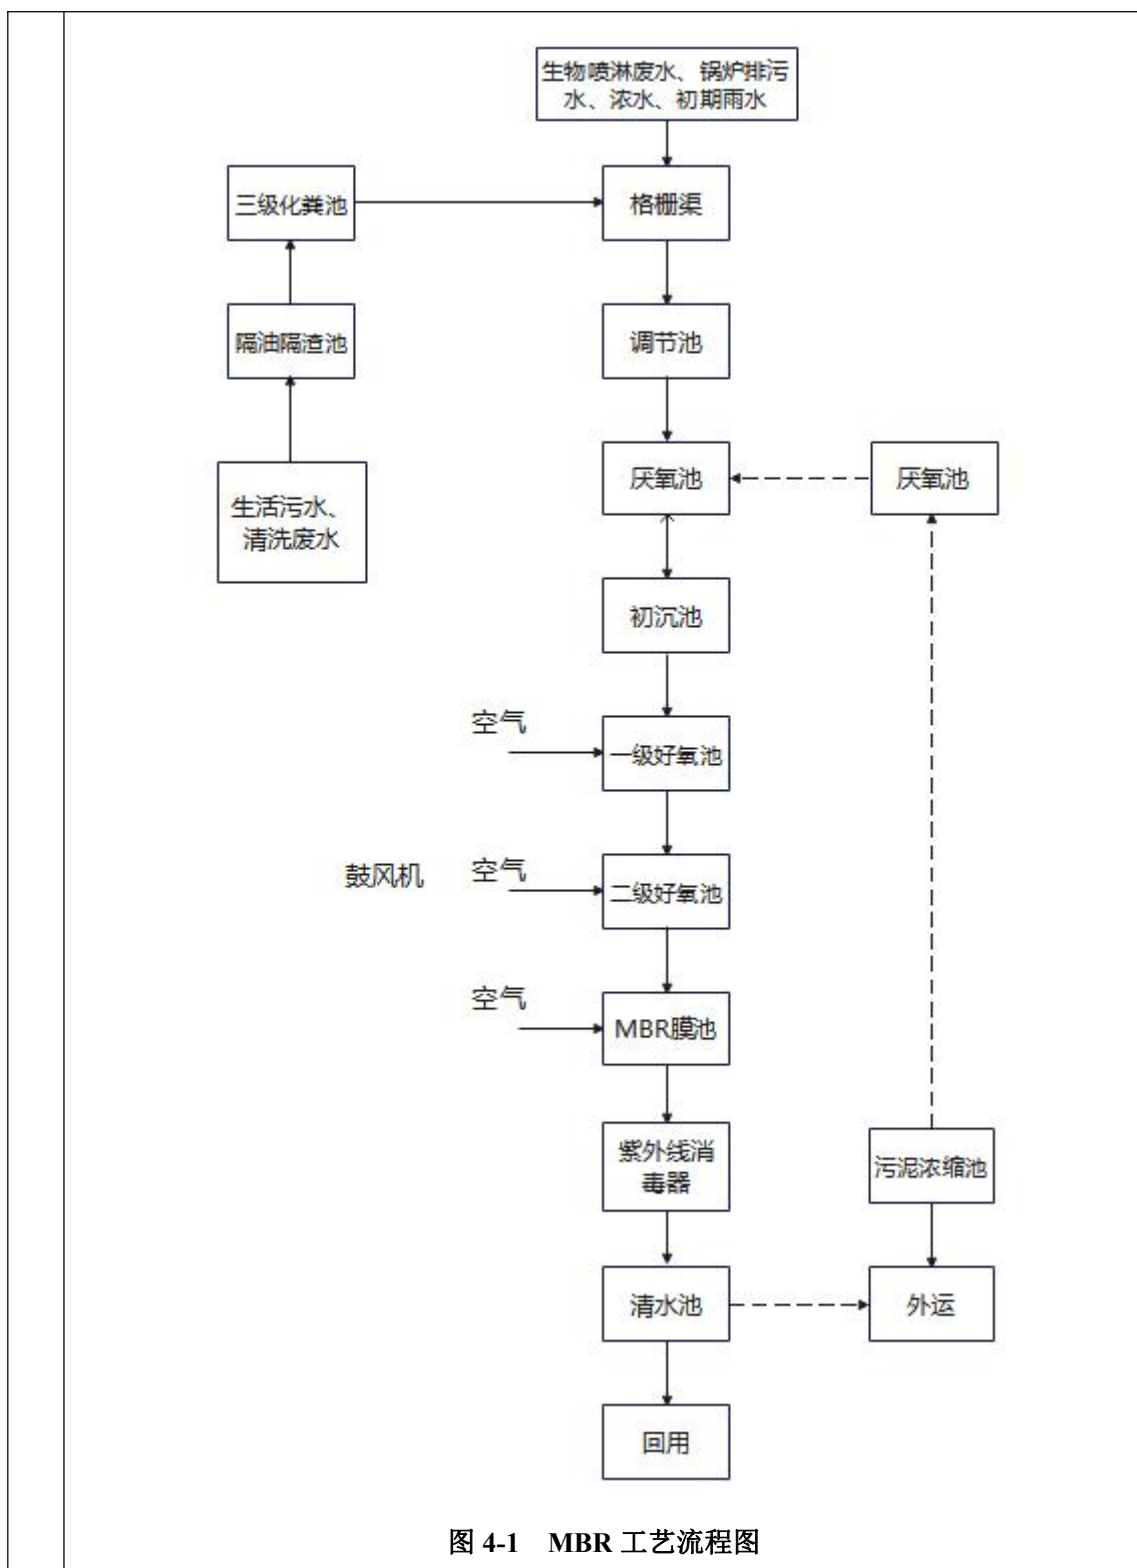 生物喷淋废水、锅炉排污
水、浓水、初期雨水
三级化粪池
格栅渠
隔油隔渣池
调节池
厌氧池
厌氧池
生活污水、
清洗废水
初沉池
空气
一级好氧池
鼓风机
空气
二级好氧池
空气
MBR膜池
紫外线消
毒器
污泥浓缩池
清水池
外运
回用
图 4-1 MBR 工艺流程图